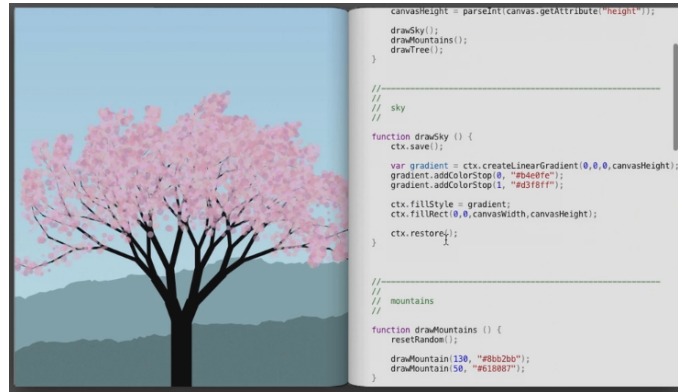 canvasHeight = parseInt(canvas.getAttribute("height"));
drawSky();
drawMountains();
drawTree();
}
//
//
// sky
//
function drawSky () {
ctx.save();
var gradient = ctx.createLinearGradient(0,0,0,canvasHeight);
gradient.addColorStop(0, "#b4e0fe");
gradient.addColorStop(1, "#d3f8ff");
ctx.fillStyle = gradient;
ctx.fillRect(0,0,canvasWidth,canvasHeight);
ctx.restore();
}
//
//
// mountains
//
function drawMountains () {
resetRandom();
drawMountain(130, "#8bb2bb");
drawMountain(50, "#618087");
}